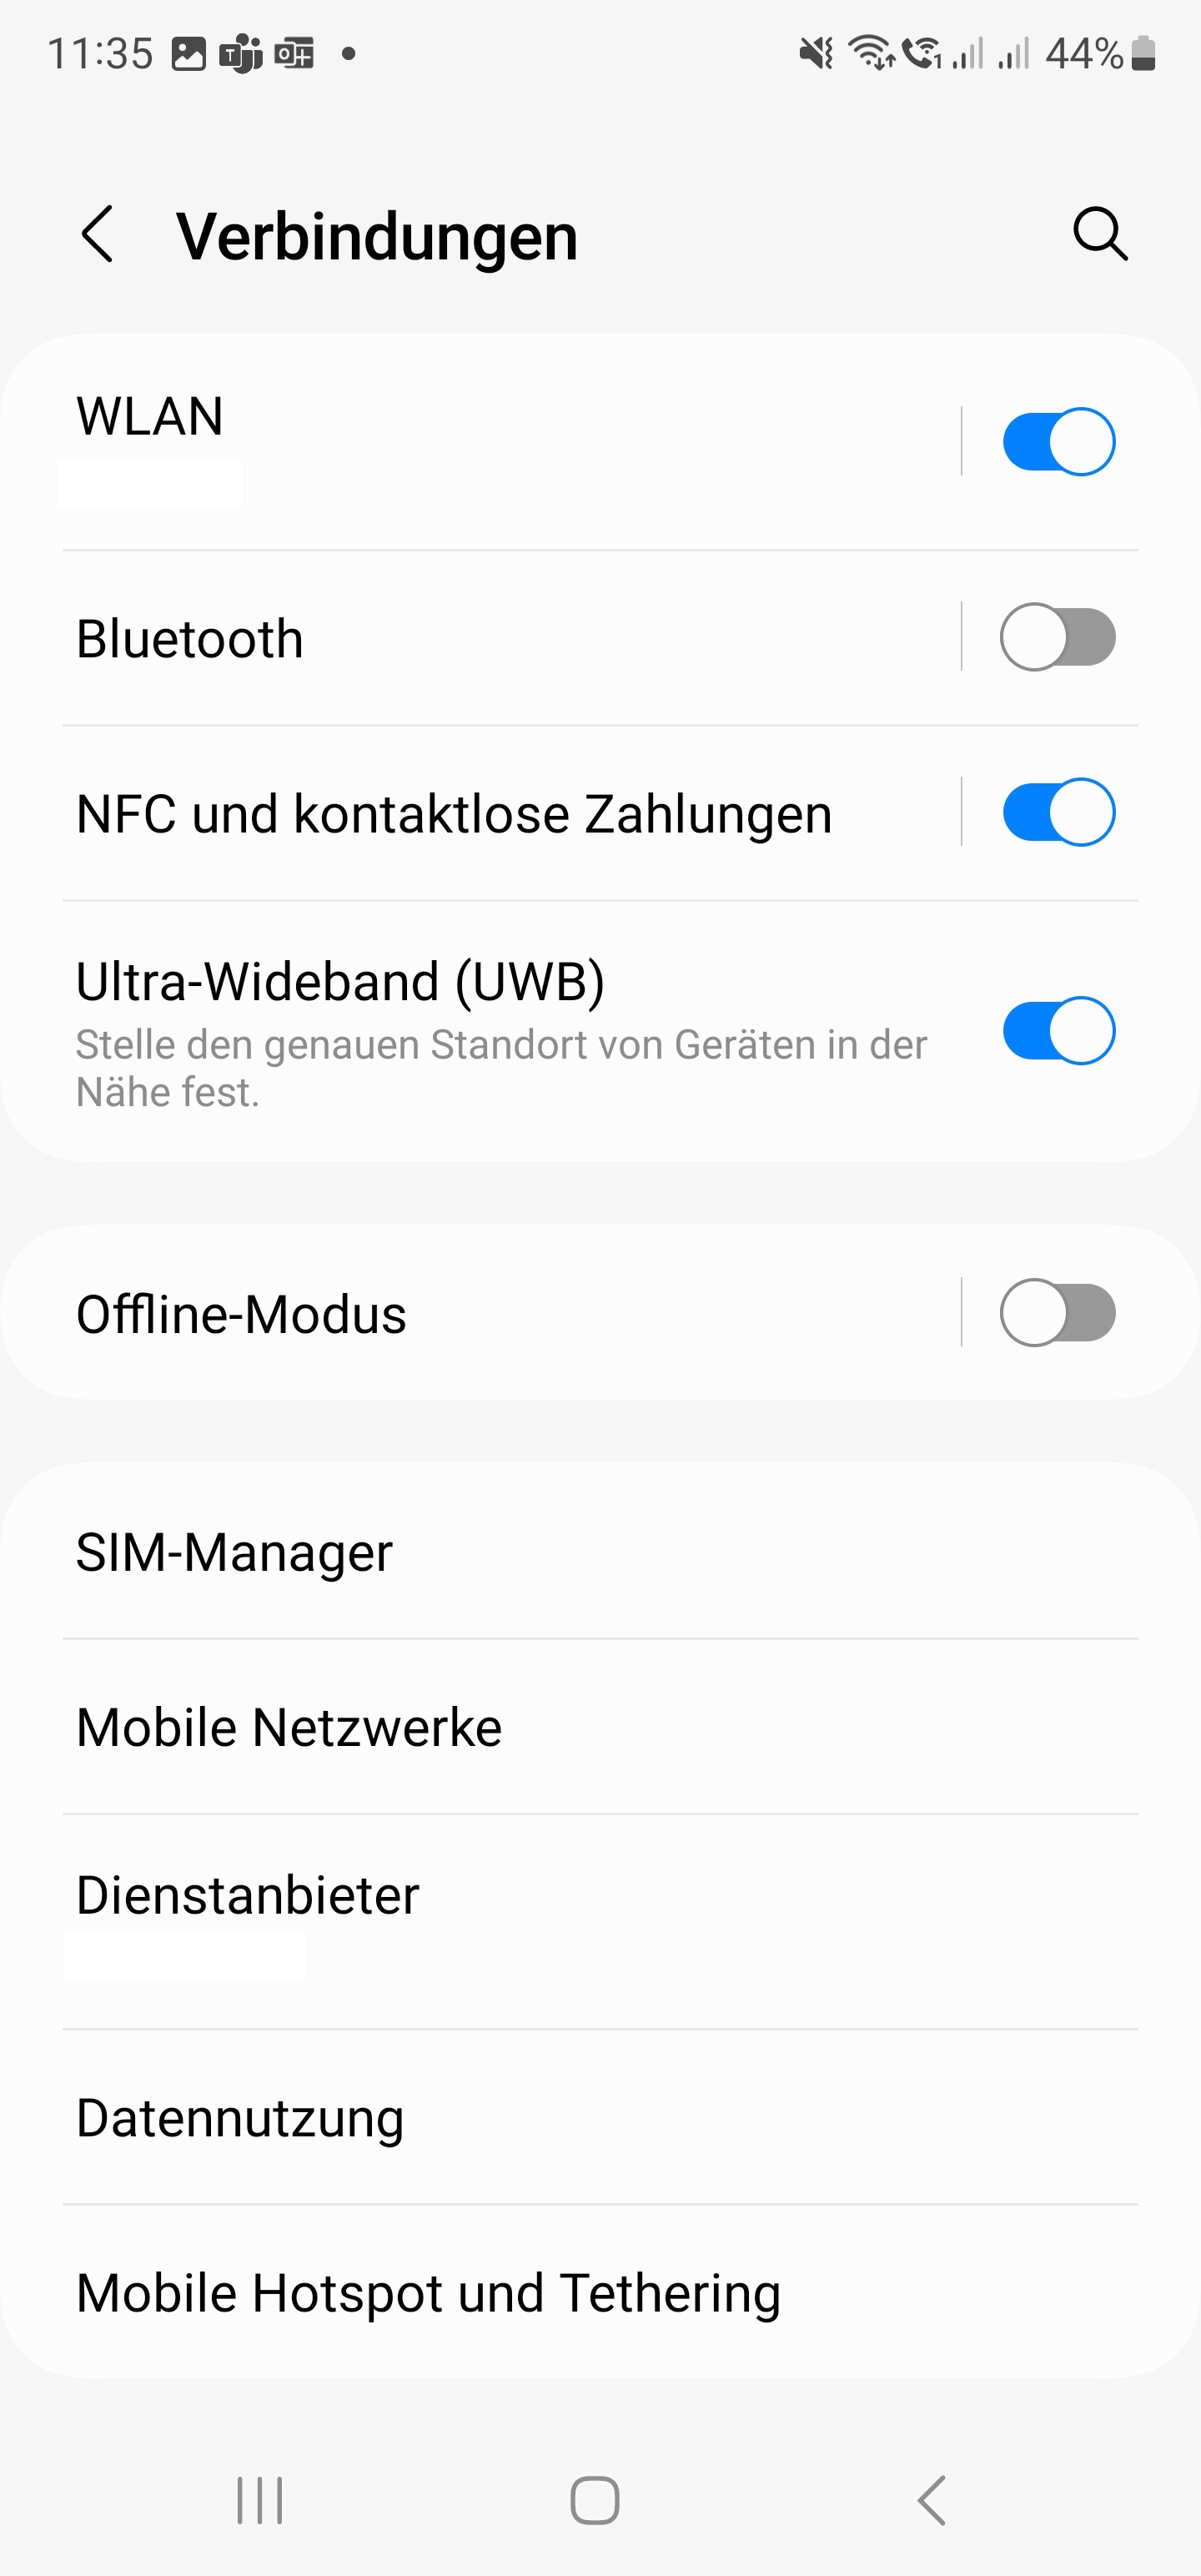 11:35 44%
Verbindungen
WLAN
Bluetooth
NFC und kontaktlose Zahlungen
Ultra-Wideband (UWB)
Stelle den genauen Standort von Geräten in der
Nähe fest.
Offline-Modus
SIM-Manager
Mobile Netzwerke
Dienstanbieter
Datennutzung
Mobile Hotspot und Tethering